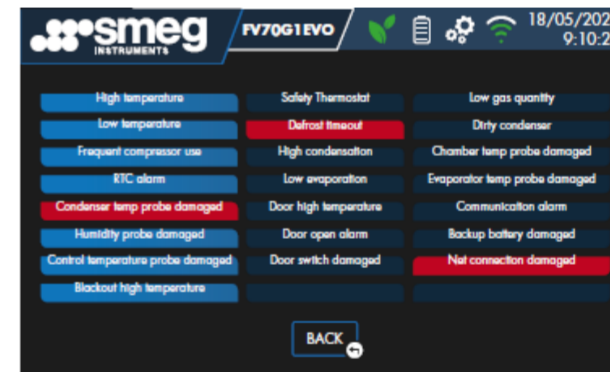 smeg
INSTRUMENTS
FV70G1EVO
18/05/202
9:10:2
High temperature
Safety Thermostat
Low gas quantity
Low temperature
Defrost timeout
Dirty condenser
Frequent compressor use
High condensation
Chamber temp probe damaged
RTC alarm
Low evaporation
Evaporator temp probe damaged
Condenser temp probe damaged
Door high temperature
Communication alarm
Humidity probe damaged
Door open alarm
Backup battery damaged
Control temperature probe damaged
Door switch damaged
Net connection damaged
Blackout high temperature
BACK